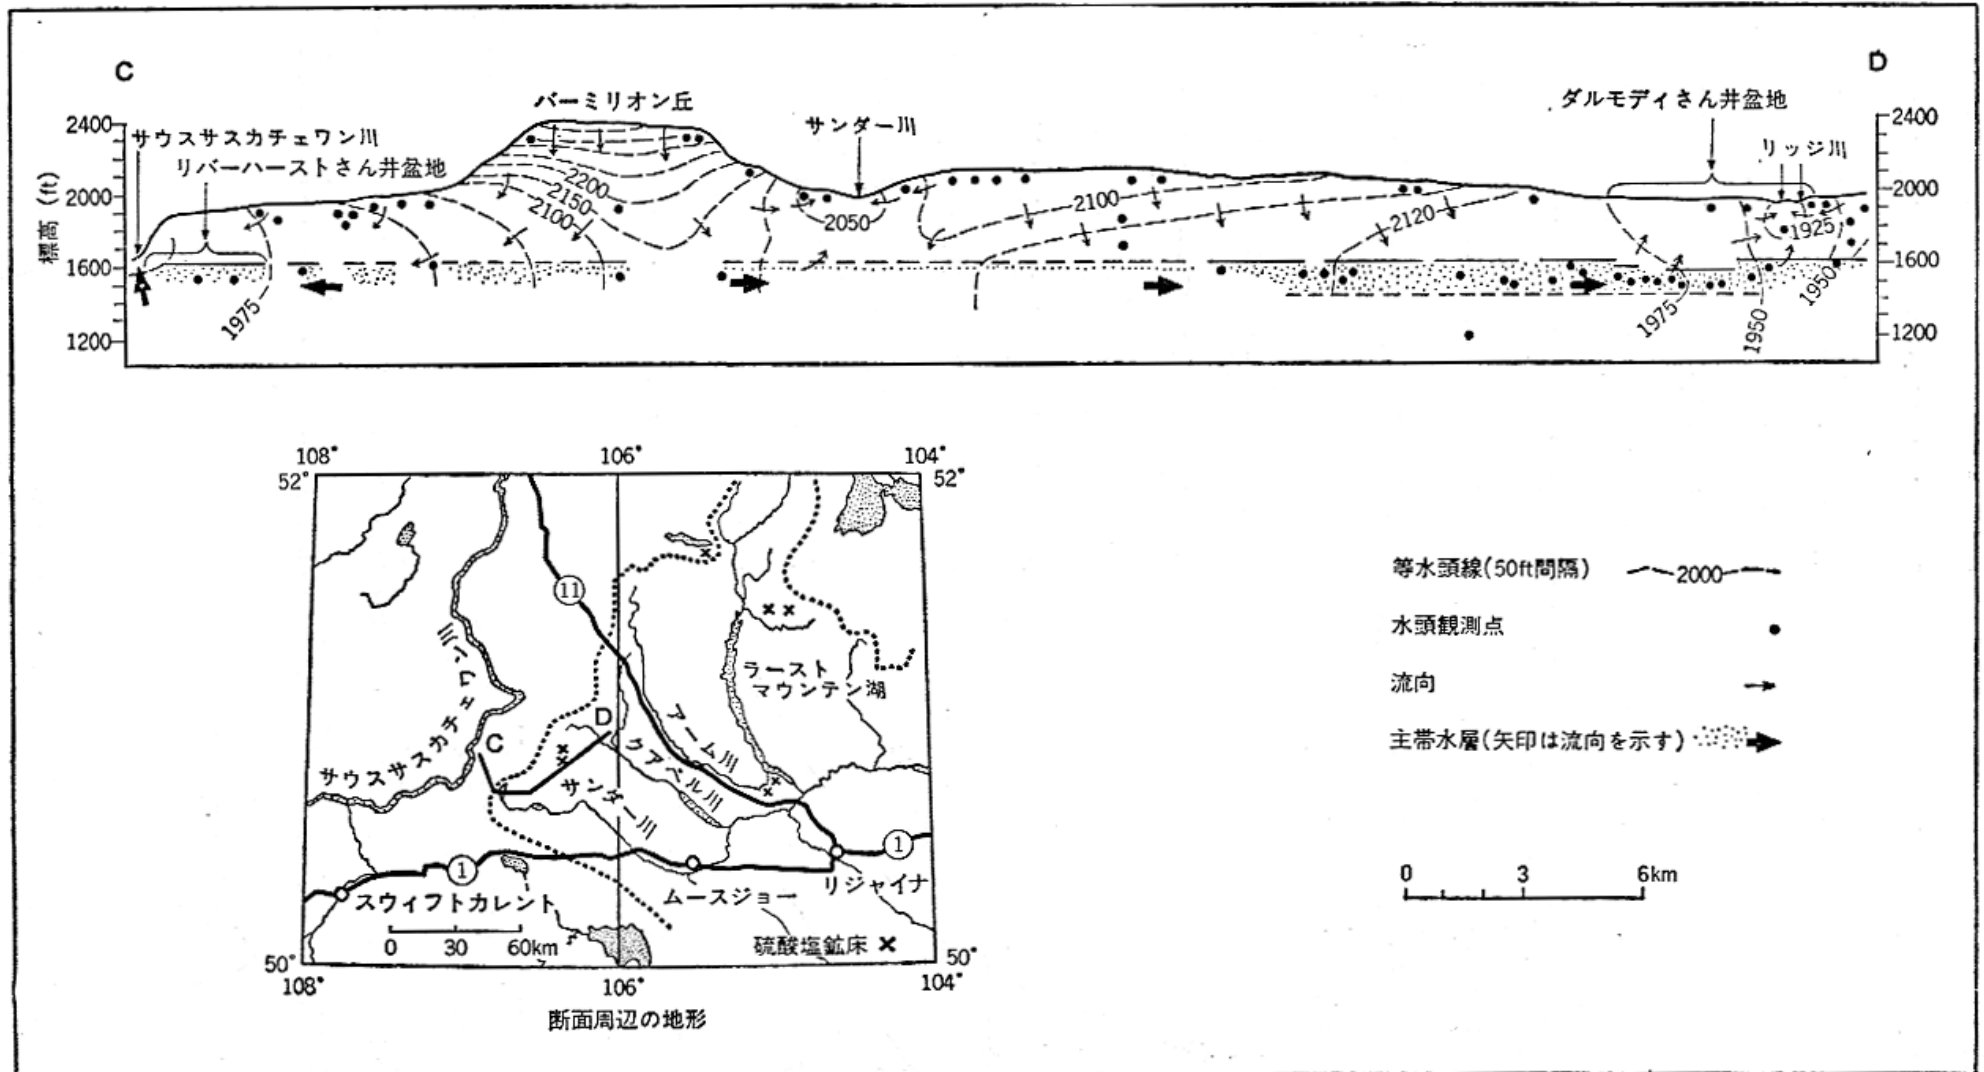 C
D
バーミリオン丘
ダルモディさん井盆地
サウスサスカチェワン川
サンダー川
リッジ川
リバーハーストさん井盆地
標高 (ft)
2400
2000
1600
1200
2400
2000
1600
1200
2200
2150
2100
2050
2100
2120
1925
1975
1975
1950
1950
108°
106°
104°
52°
52°
11
サウスサスカチェワン川
ラースト
マウンテン湖
C
D
アーム川
クアペル川
サンダー川
1
1
スウィフトカレント
ムースジョー
リジャイナ
0 30 60km
硫酸塩鉱床 ×
50°
50°
108°
106°
104°
断面周辺の地形
等水頭線(50ft間隔) 2000
水頭観測点
流向
主帯水層(矢印は流向を示す)
0 3 6km